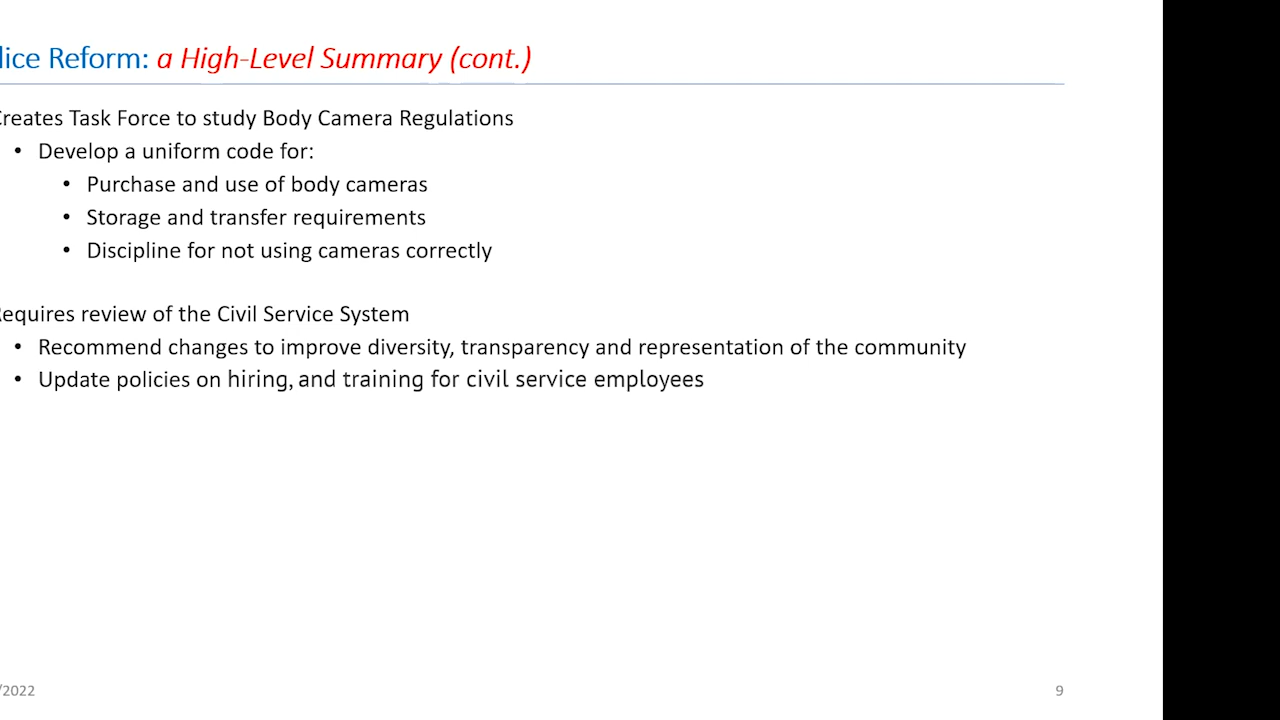 lice Reform: a High-Level Summary (cont.)
Creates Task Force to study Body Camera Regulations
• Develop a uniform code for:
• Purchase and use of body cameras
• Storage and transfer requirements
• Discipline for not using cameras correctly
Requires review of the Civil Service System
• Recommend changes to improve diversity, transparency and representation of the community
• Update policies on hiring, and training for civil service employees
/2022
9